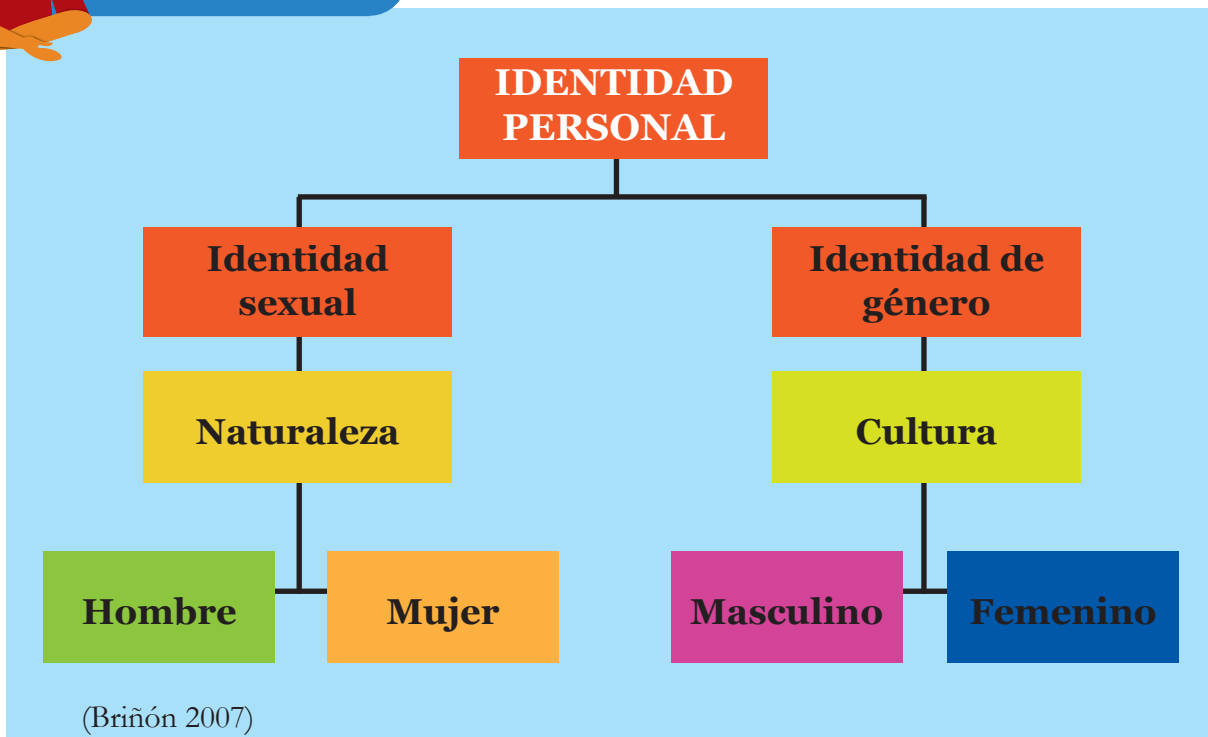 IDENTIDAD
PERSONAL
Identidad
sexual
Identidad de
género
Naturaleza
Cultura
Hombre
Mujer
Masculino
Femenino
(Briñón 2007)